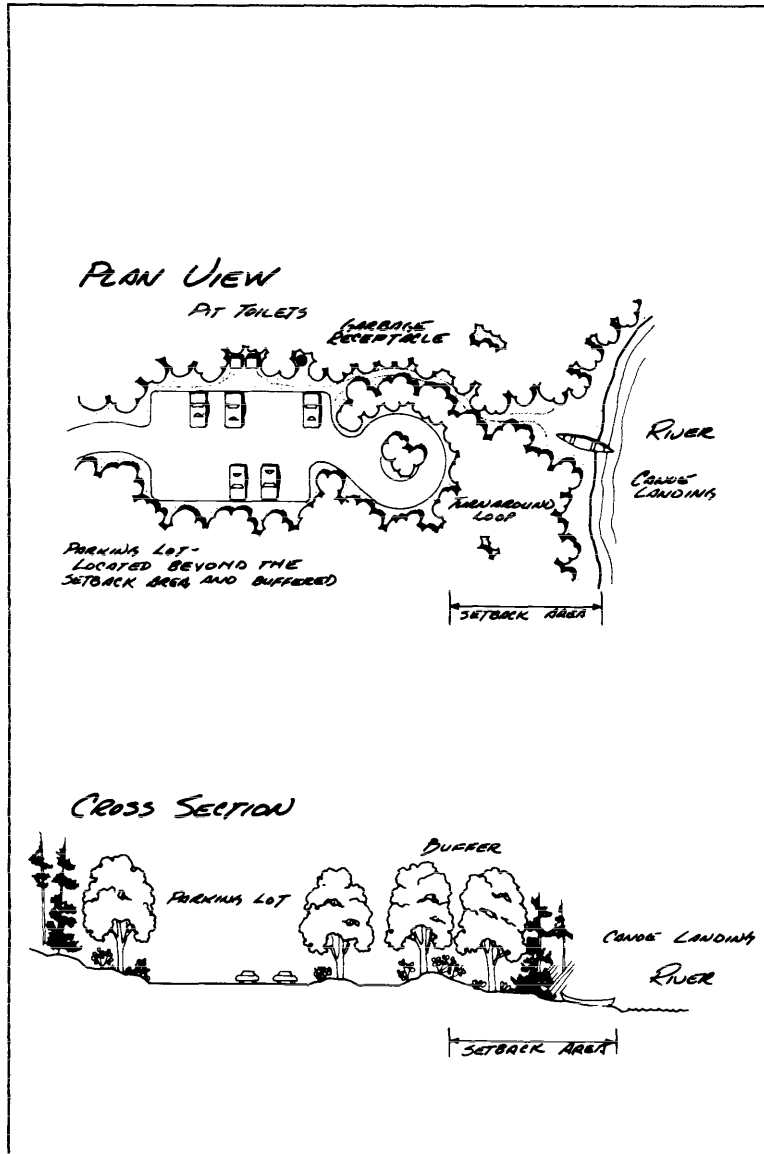 PLAN VIEW
PIT TOILETS
GARBAGE
RECEPTACLE
RIVER
CANOE
LANDING
TURNAROUND
LOOP
PARKING LOT-
LOCATED BEYOND THE
SETBACK AREA AND BUFFERED
SETBACK AREA
CROSS SECTION
BUFFER
PARKING LOT
CANOE LANDING
RIVER
SETBACK AREA